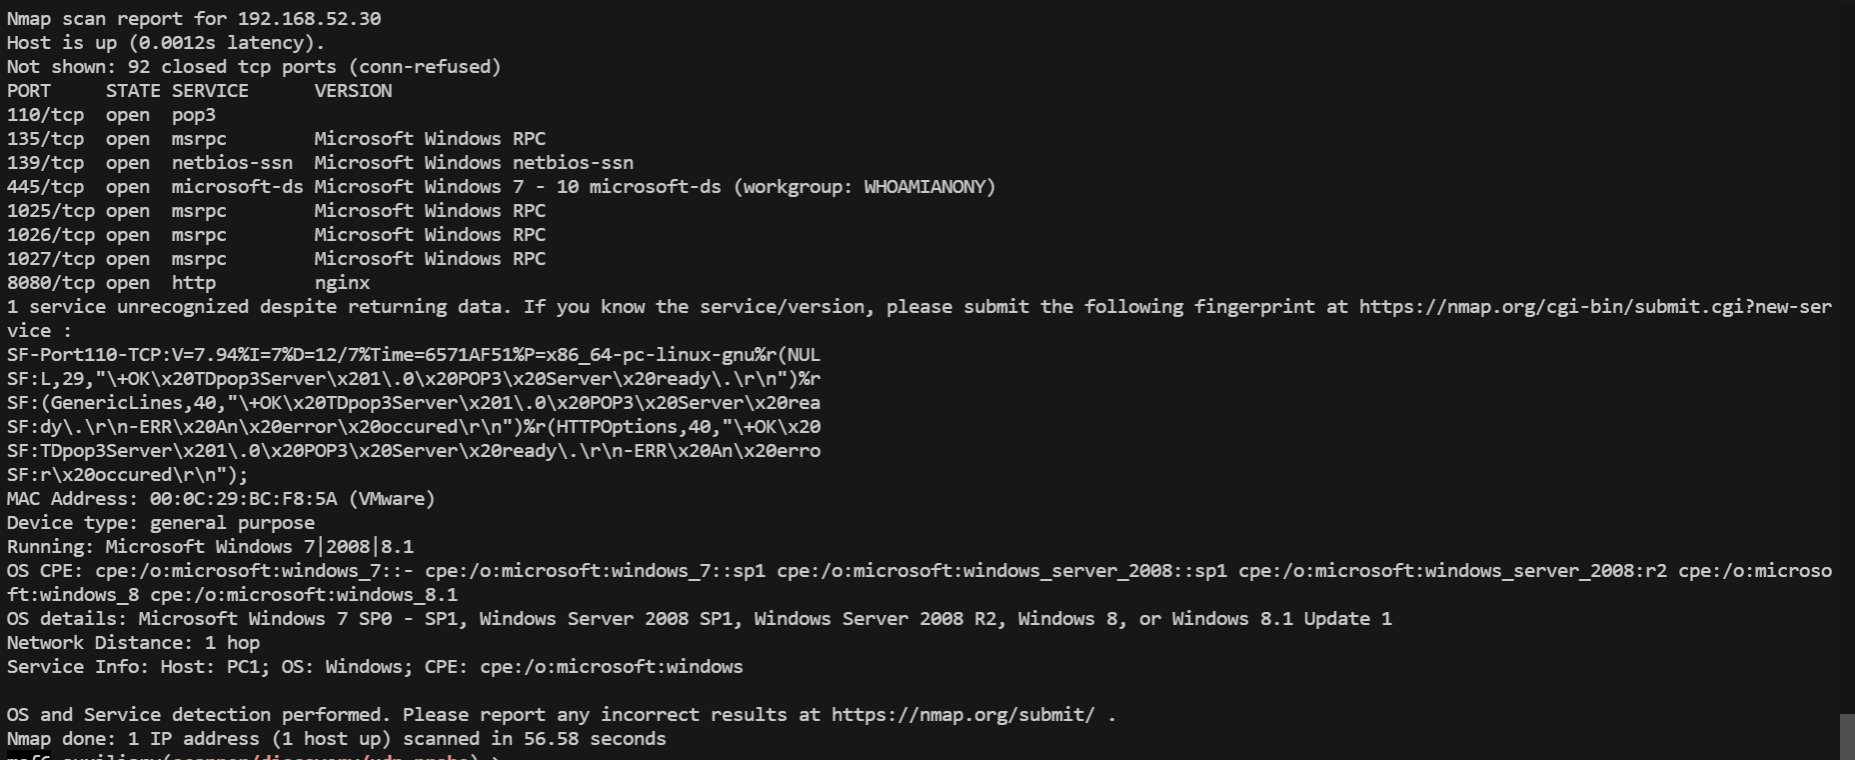 Nmap scan report for 192.168.52.30
Host is up (0.0012s latency).
Not shown: 92 closed tcp ports (conn-refused)
PORT     STATE SERVICE      VERSION
110/tcp  open  pop3
135/tcp  open  msrpc        Microsoft Windows RPC
139/tcp  open  netbios-ssn  Microsoft Windows netbios-ssn
445/tcp  open  microsoft-ds Microsoft Windows 7 - 10 microsoft-ds (workgroup: WHOAMIANONY)
1025/tcp open  msrpc        Microsoft Windows RPC
1026/tcp open  msrpc        Microsoft Windows RPC
1027/tcp open  msrpc        Microsoft Windows RPC
8080/tcp open  http         nginx
1 service unrecognized despite returning data. If you know the service/version, please submit the following fingerprint at https://nmap.org/cgi-bin/submit.cgi?new-ser
vice :
SF-Port110-TCP:V=7.94%I=7%D=12/7%Time=6571AF51%P=x86_64-pc-linux-gnu%r(NUL
SF:L,29,"\+OK\x20TDpop3Server\x201\.0\x20POP3\x20Server\x20ready\.\r\n")%r
SF:(GenericLines,40,"\+OK\x20TDpop3Server\x201\.0\x20POP3\x20Server\x20rea
SF:dy\.\r\n-ERR\x20An\x20error\x20occured\r\n")%r(HTTPOptions,40,"\+OK\x20
SF:TDpop3Server\x201\.0\x20POP3\x20Server\x20ready\.\r\n-ERR\x20An\x20erro
SF:r\x20occured\r\n");
MAC Address: 00:0C:29:BC:F8:5A (VMware)
Device type: general purpose
Running: Microsoft Windows 7|2008|8.1
OS CPE: cpe:/o:microsoft:windows_7::- cpe:/o:microsoft:windows_7::sp1 cpe:/o:microsoft:windows_server_2008::sp1 cpe:/o:microsoft:windows_server_2008:r2 cpe:/o:microso
ft:windows_8 cpe:/o:microsoft:windows_8.1
OS details: Microsoft Windows 7 SP0 - SP1, Windows Server 2008 SP1, Windows Server 2008 R2, Windows 8, or Windows 8.1 Update 1
Network Distance: 1 hop
Service Info: Host: PC1; OS: Windows; CPE: cpe:/o:microsoft:windows

OS and Service detection performed. Please report any incorrect results at https://nmap.org/submit/ .
Nmap done: 1 IP address (1 host up) scanned in 56.58 seconds